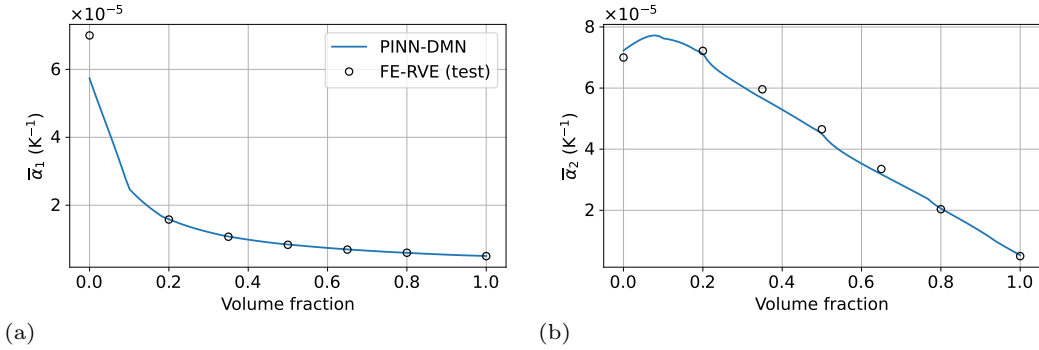 ×10⁻⁵
6
4
2
α̅₁ (K⁻¹)
PINN-DMN
FE-RVE (test)
0.0 0.2 0.4 0.6 0.8 1.0
Volume fraction
(a)
×10⁻⁵
8
6
4
2
α̅₂ (K⁻¹)
0.0 0.2 0.4 0.6 0.8 1.0
Volume fraction
(b)